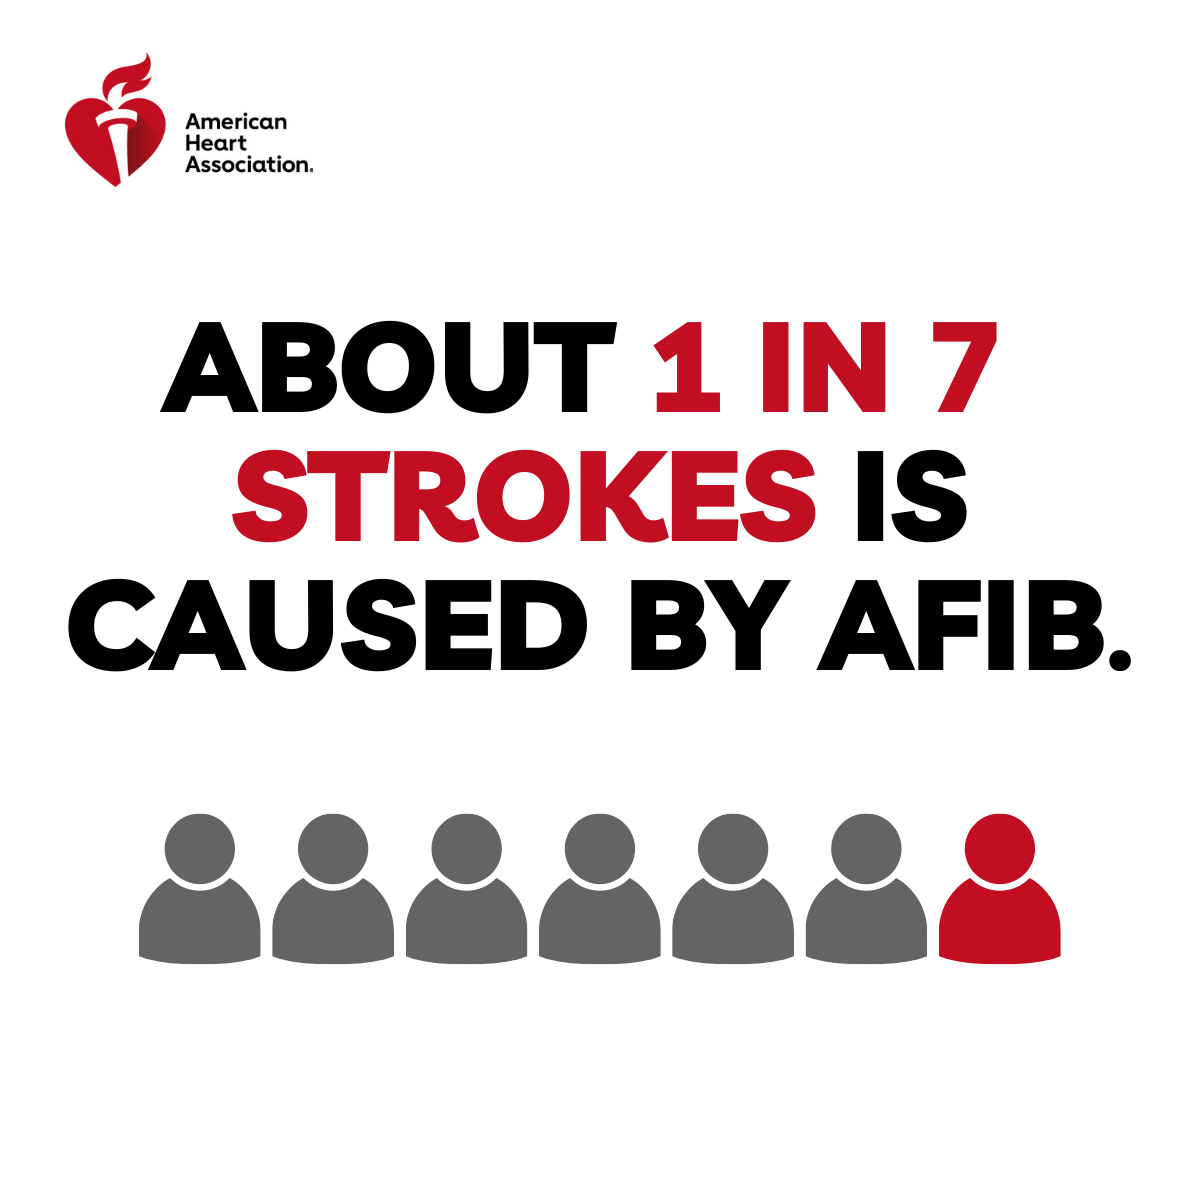 American
Heart
Association®
ABOUT 1 IN 7
STROKES IS
CAUSED BY AFIB.